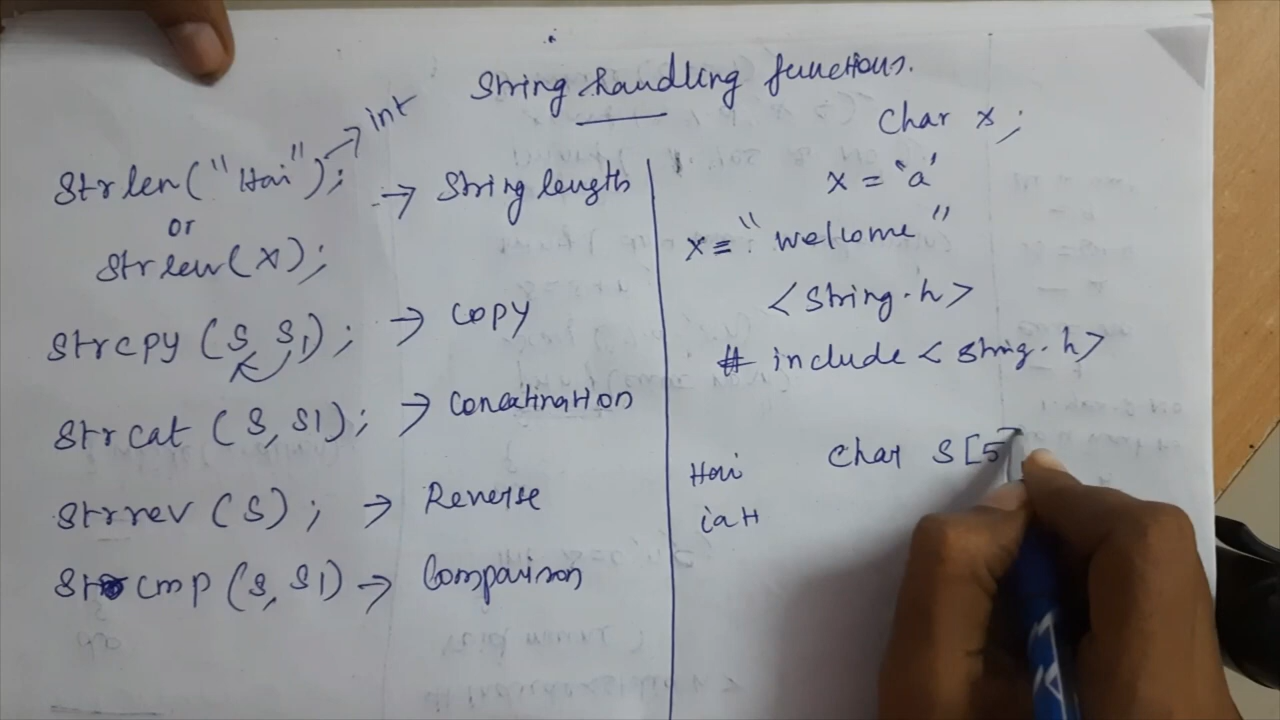 String handling functions.
Strlen("Hai"); → int → String length
or
Strlen(x);
Strcpy (S, S1); → Copy
Strcat (S, S1); → Concatination
Strrev (S); → Reverse
Strcmp (S, S1) → Comparison
Char x;
x = 'a'
x = "welcome"
<String.h>
# include < string.h>
Char S[5]
Hai
iaH